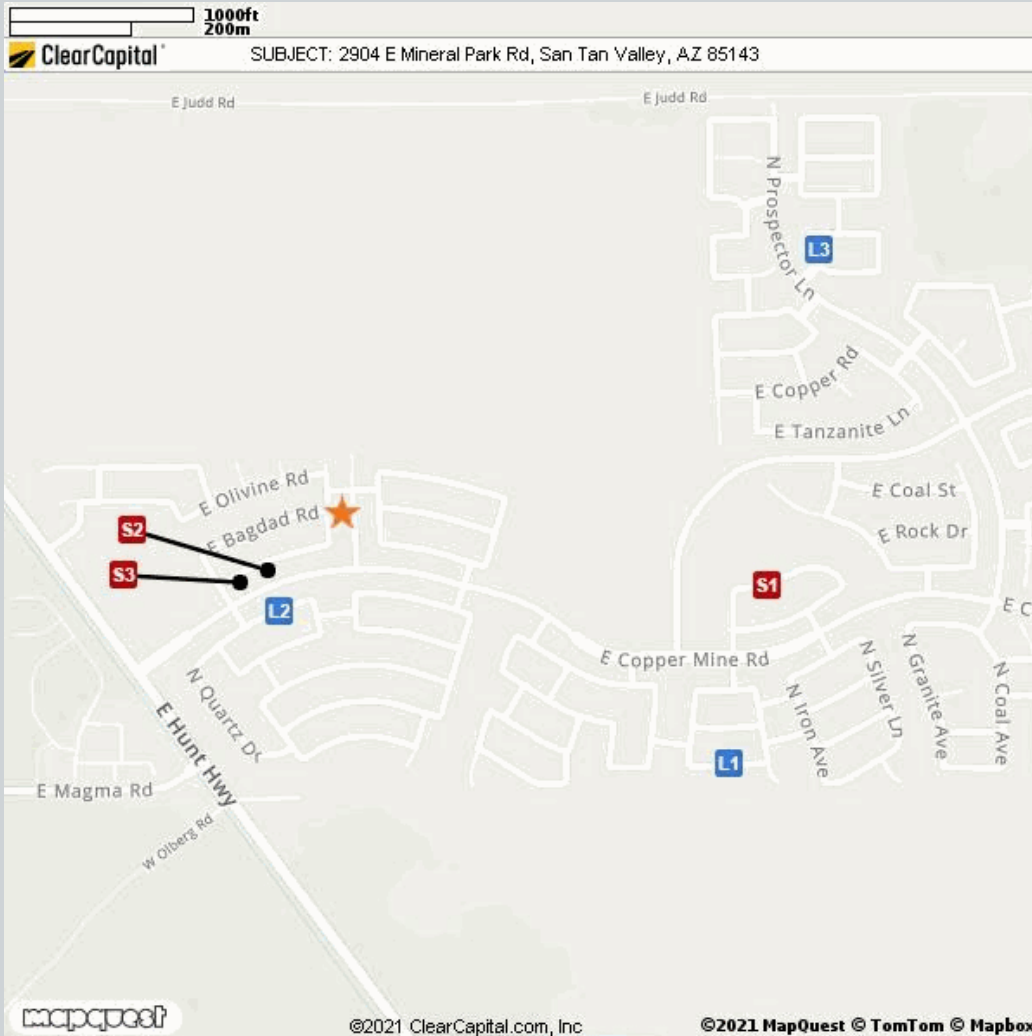 1000ft
200m
ClearCapital SUBJECT: 2904 E Mineral Park Rd, San Tan Valley, AZ 85143
E Judd Rd
E Judd Rd
N Prospector Ln
L3
E Copper Rd
E Tanzanite Ln
E Olivine Rd
E Coal St
E Bagdad Rd
S2
E Rock Dr
S3
S1
L2
E C
E Copper Mine Rd
N Quartz Dr
N Iron Ave
N Silver Ln
N Granite Ave
N Coal Ave
E Hunt Hwy
L1
E Magma Rd
W Olberg Rd
mapquest
©2021 ClearCapital.com, Inc
©2021 MapQuest © TomTom © Mapbox